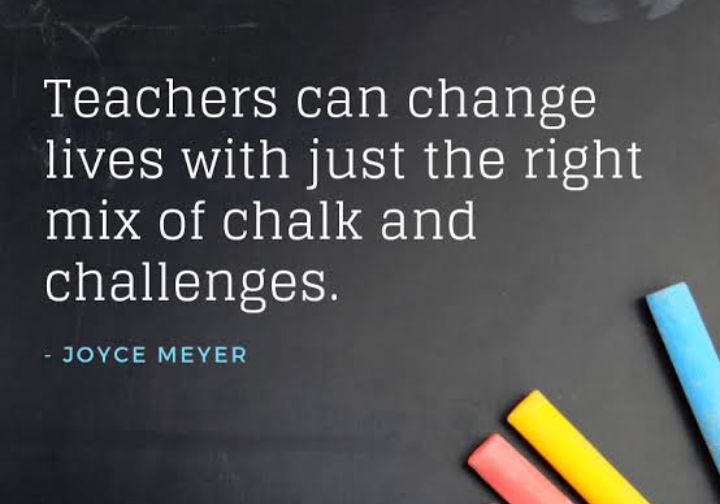 Teachers can change
lives with just the right
mix of chalk and
challenges.
- JOYCE MEYER